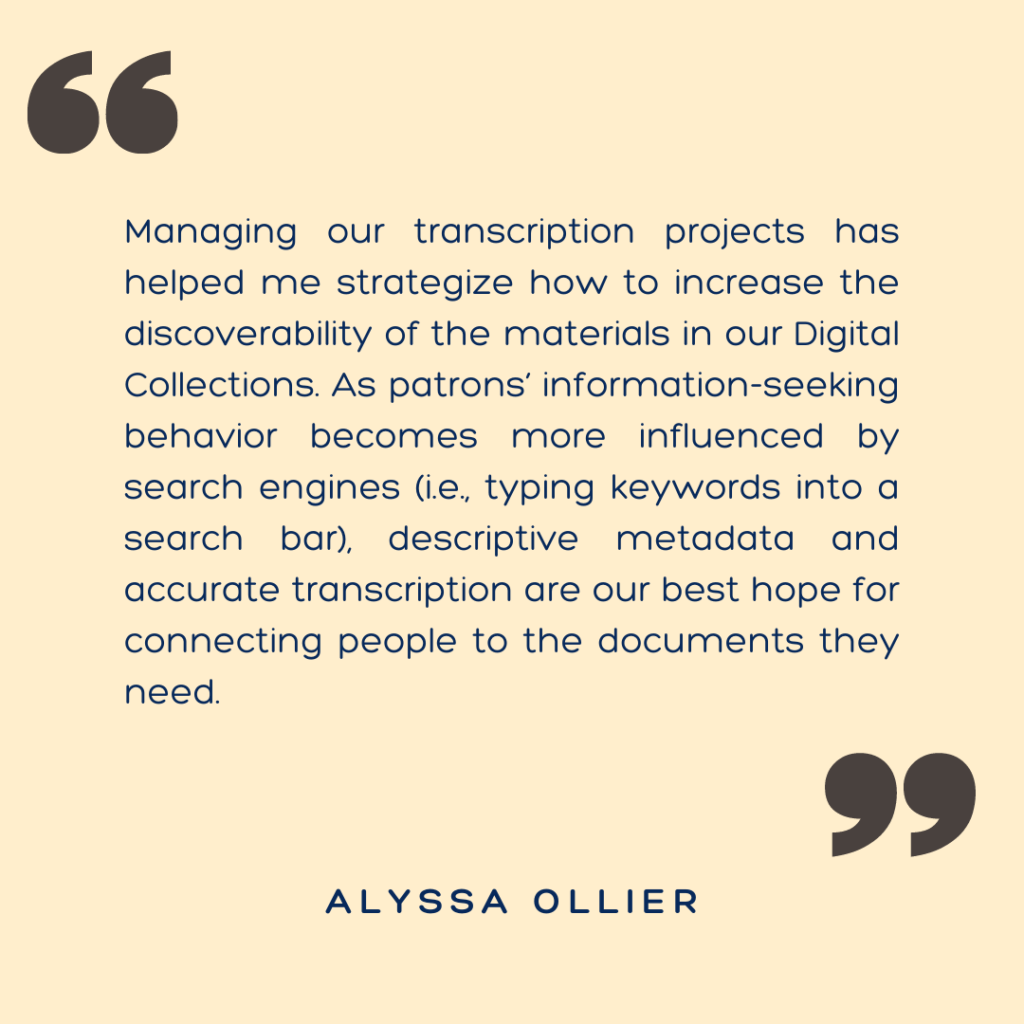 “
Managing our transcription projects has
helped me strategize how to increase the
discoverability of the materials in our Digital
Collections. As patrons’ information-seeking
behavior becomes more influenced by
search engines (i.e., typing keywords into a
search bar), descriptive metadata and
accurate transcription are our best hope for
connecting people to the documents they
need.
”
ALYSSA OLLIER